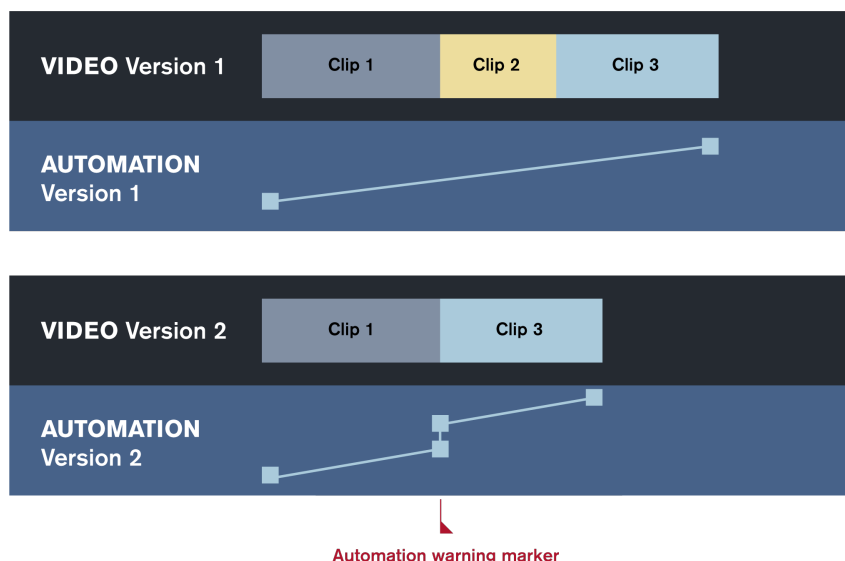 VIDEO Version 1
Clip 1
Clip 2
Clip 3
AUTOMATION
Version 1
VIDEO Version 2
Clip 1
Clip 3
AUTOMATION
Version 2
Automation warning marker